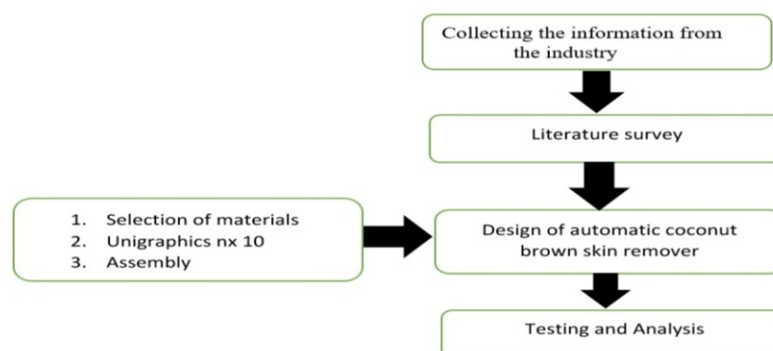 Collecting the information from
the industry
Literature survey
1. Selection of materials
2. Unigraphics nx 10
3. Assembly
Design of automatic coconut
brown skin remover
Testing and Analysis